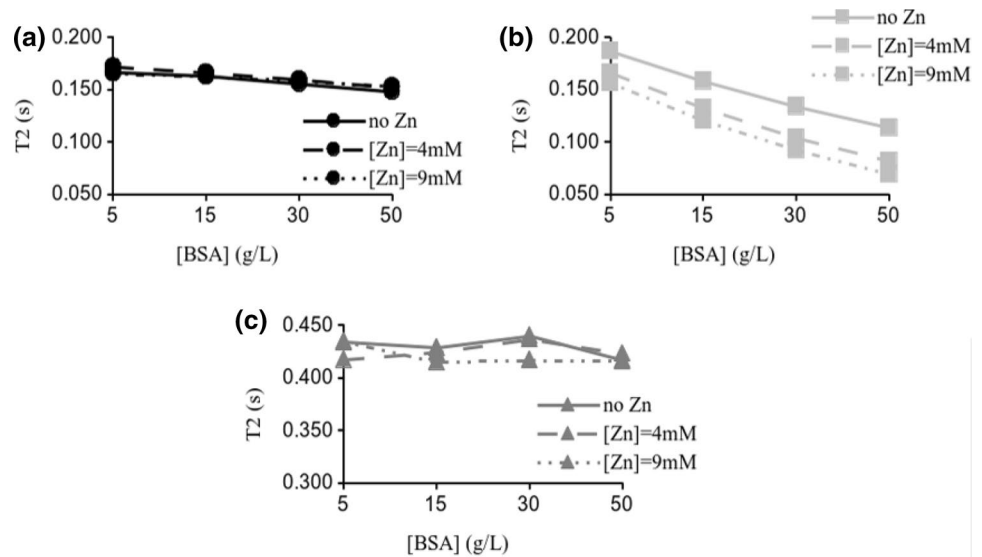 (a)
0.200
0.150
0.100
0.050
T2 (s)
5 15 30 50
[BSA] (g/L)
no Zn
[Zn]=4mM
[Zn]=9mM
(b)
0.200
0.150
0.100
0.050
T2 (s)
5 15 30 50
[BSA] (g/L)
no Zn
[Zn]=4mM
[Zn]=9mM
(c)
0.450
0.400
0.350
0.300
T2 (s)
5 15 30 50
[BSA] (g/L)
no Zn
[Zn]=4mM
[Zn]=9mM